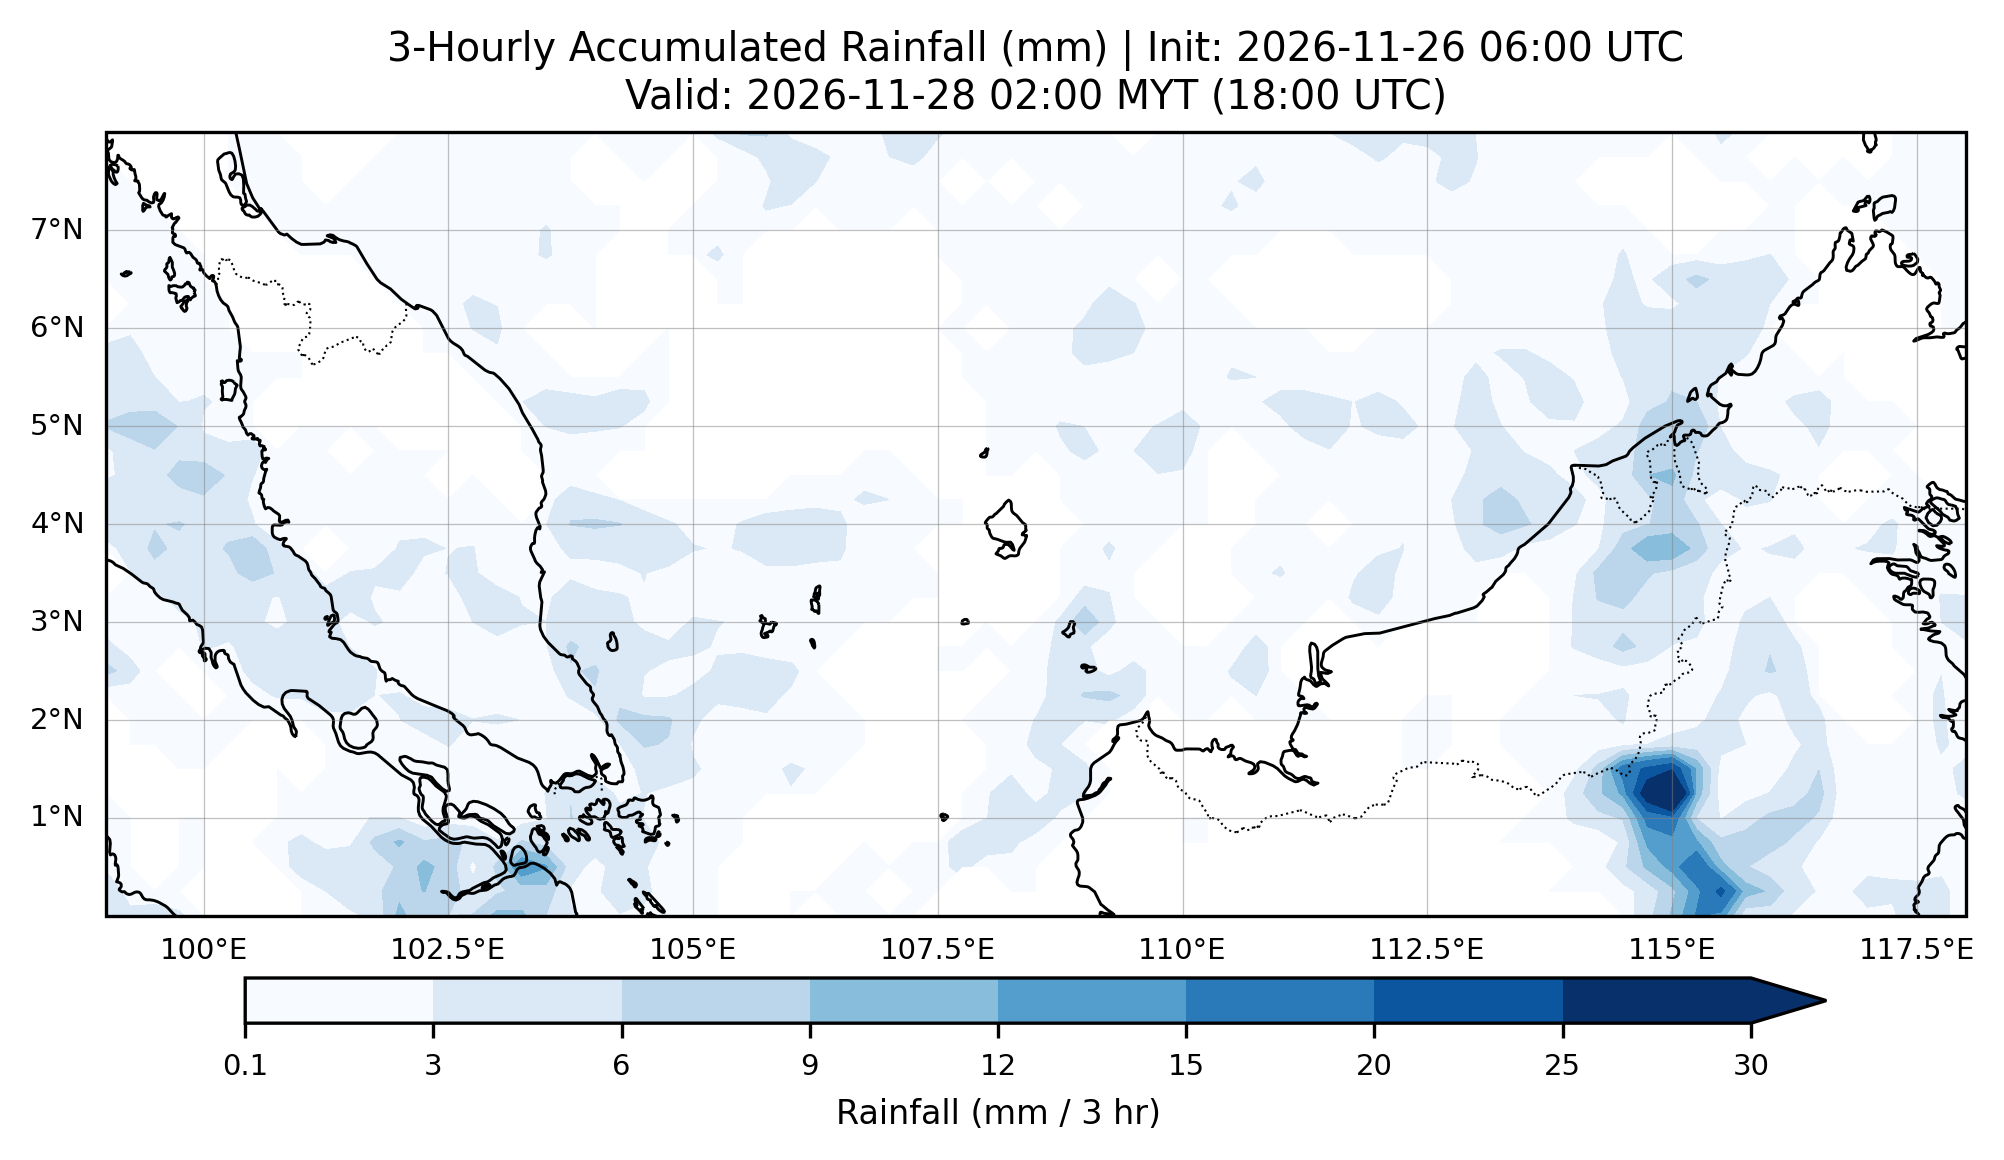 3-Hourly Accumulated Rainfall (mm) | Init: 2026-11-26 06:00 UTC
Valid: 2026-11-28 02:00 MYT (18:00 UTC)
7°N
6°N
5°N
4°N
3°N
2°N
1°N
100°E 102.5°E 105°E 107.5°E 110°E 112.5°E 115°E 117.5°E
0.1 3 6 9 12 15 20 25 30
Rainfall (mm / 3 hr)